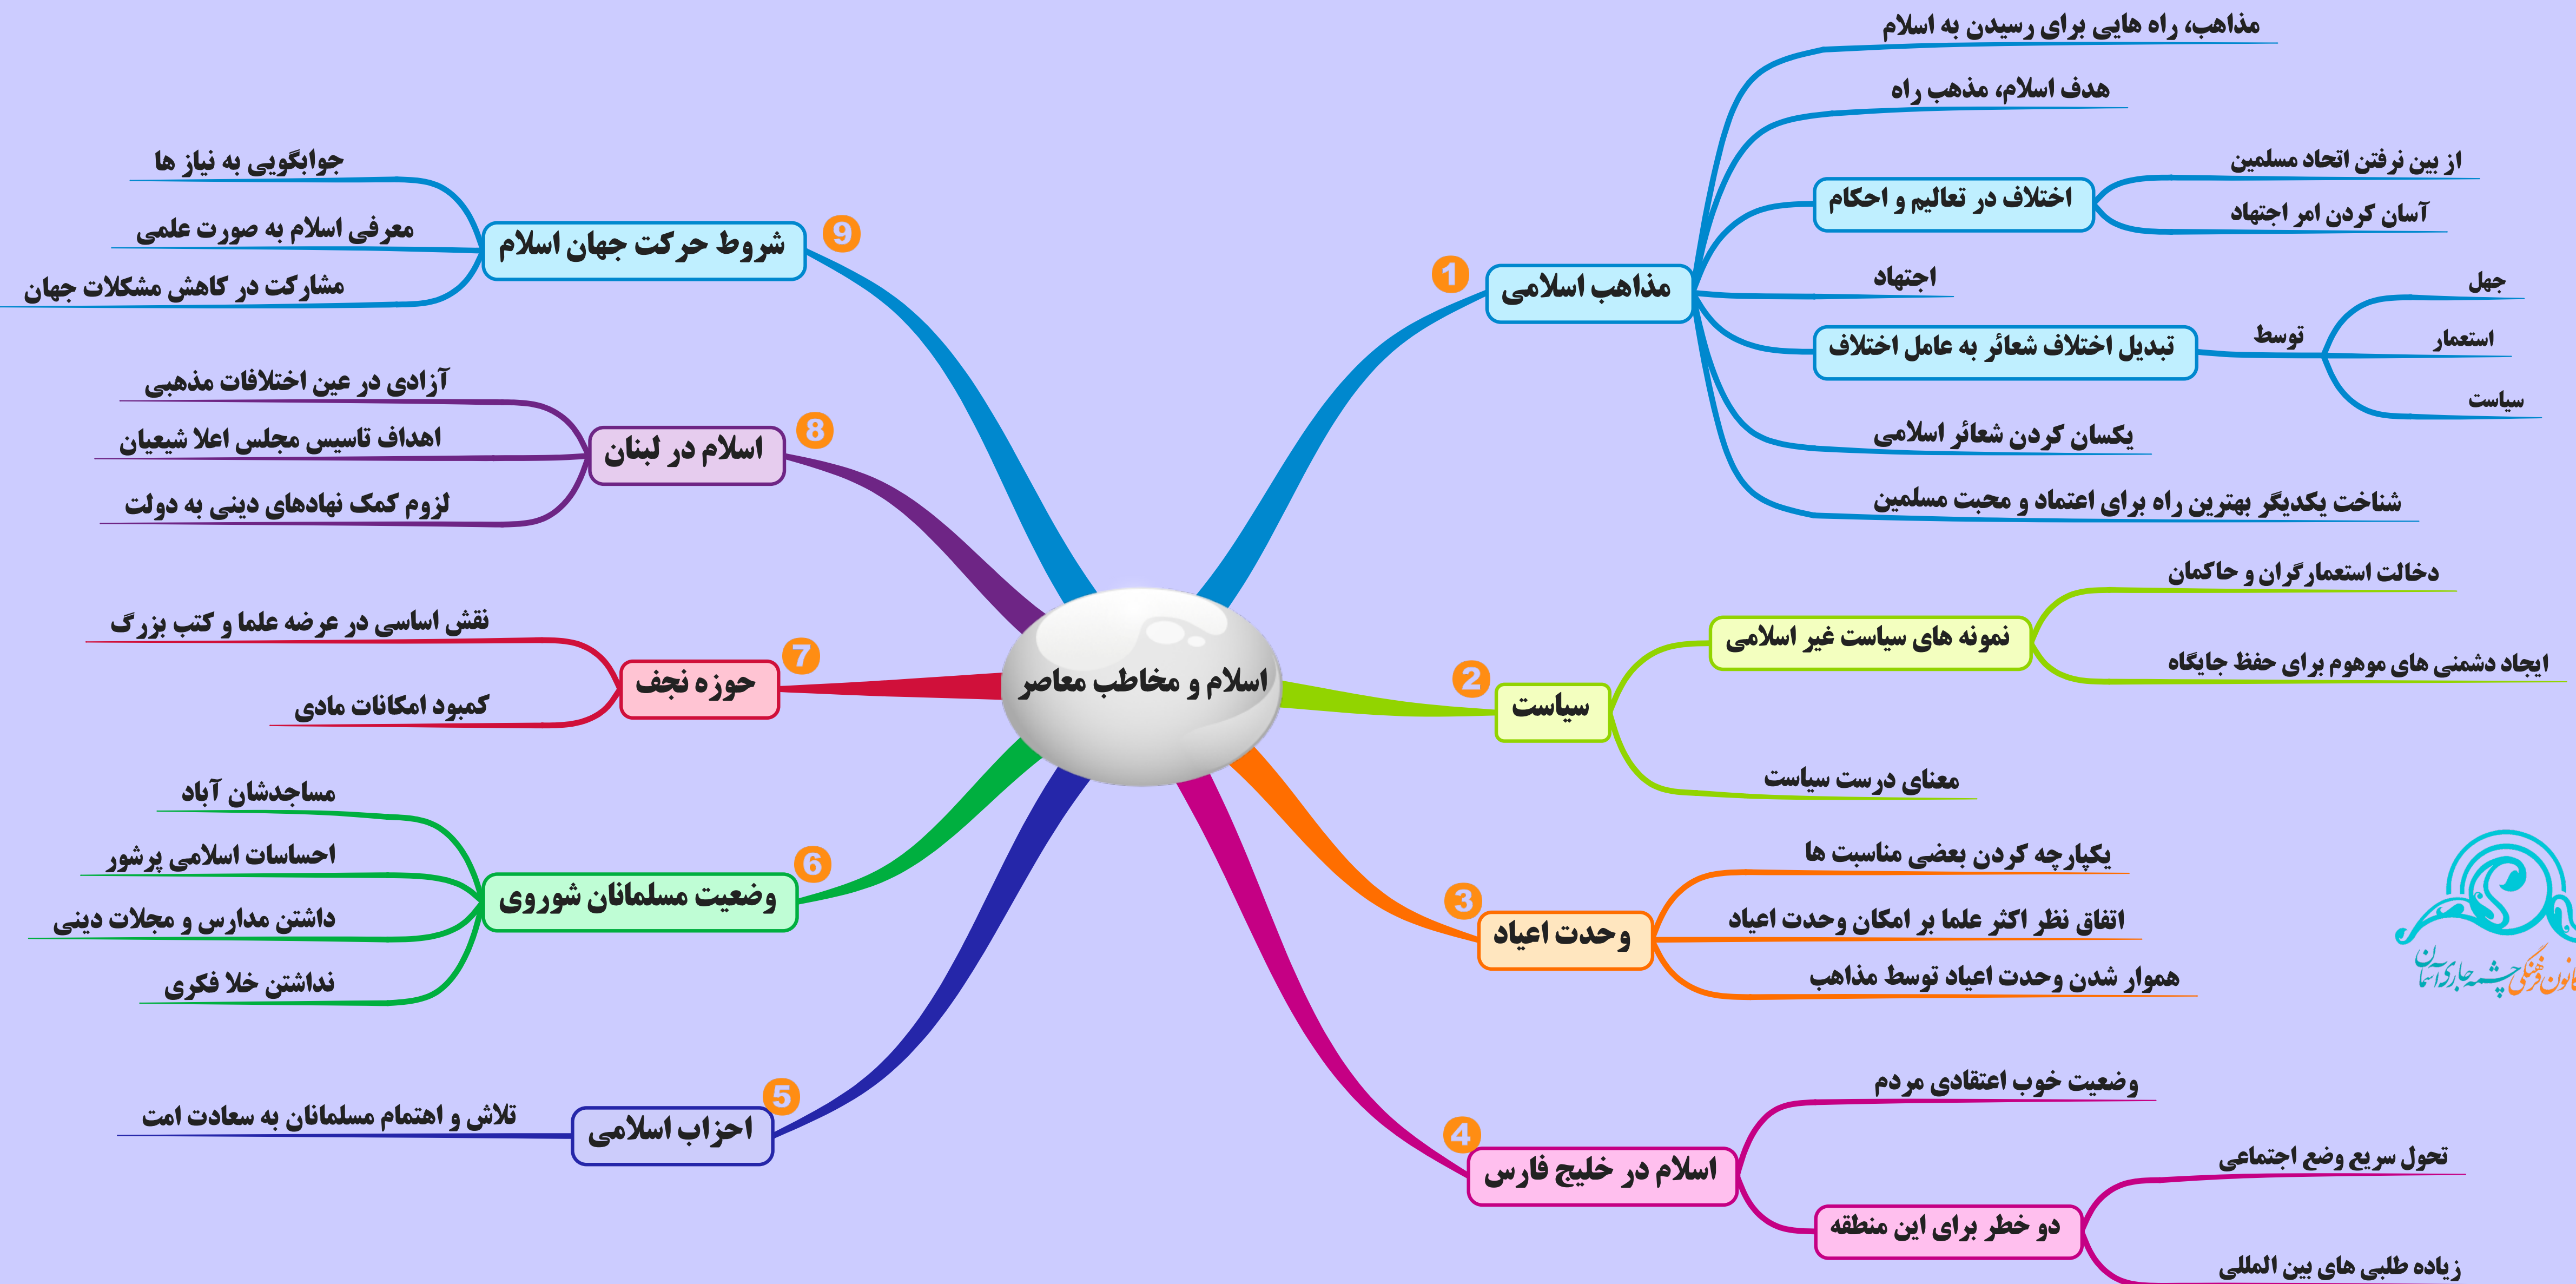 اسلام و مخاطب معاصر
1
مذاهب اسلامی
مذاهب، راه هایی برای رسیدن به اسلام
هدف اسلام، مذهب راه
اختلاف در تعالیم و احکام
از بین نرفتن اتحاد مسلمین
آسان کردن امر اجتهاد
اجتهاد
تبدیل اختلاف شعائر به عامل اختلاف
توسط
جهل
استعمار
سیاست
یکسان کردن شعائر اسلامی
شناخت یکدیگر بهترین راه برای اعتماد و محبت مسلمین
2
سیاست
نمونه های سیاست غیر اسلامی
دخالت استعمارگران و حاکمان
ایجاد دشمنی های موهوم برای حفظ جایگاه
معنای درست سیاست
3
وحدت اعیاد
یکپارچه کردن بعضی مناسبت ها
اتفاق نظر اکثر علما بر امکان وحدت اعیاد
هموار شدن وحدت اعیاد توسط مذاهب
4
اسلام در خلیج فارس
وضعیت خوب اعتقادی مردم
دو خطر برای این منطقه
تحول سریع وضع اجتماعی
زیاده طلبی های بین المللی
5
احزاب اسلامی
تلاش و اهتمام مسلمانان به سعادت امت
6
وضعیت مسلمانان شوروی
مساجدشان آباد
احساسات اسلامی پرشور
داشتن مدارس و مجلات دینی
نداشتن خلا فکری
7
حوزه نجف
نقش اساسی در عرضه علما و کتب بزرگ
کمبود امکانات مادی
8
اسلام در لبنان
آزادی در عین اختلافات مذهبی
اهداف تاسیس مجلس اعلا شیعیان
لزوم کمک نهادهای دینی به دولت
9
شروط حرکت جهان اسلام
جوابگویی به نیاز ها
معرفی اسلام به صورت علمی
مشارکت در کاهش مشکلات جهان
فرهنگی چشمه جاری آسمان